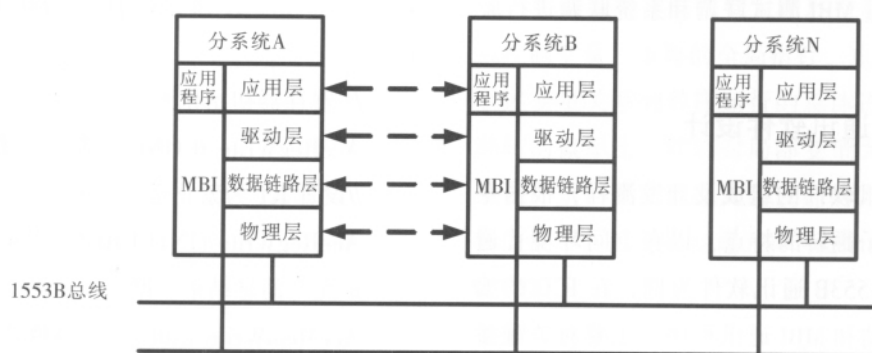 分系统A
应用程序
应用层
驱动层
MBI
数据链路层
物理层
分系统B
应用程序
应用层
驱动层
MBI
数据链路层
物理层
分系统N
应用程序
应用层
驱动层
MBI
数据链路层
物理层
1553B总线